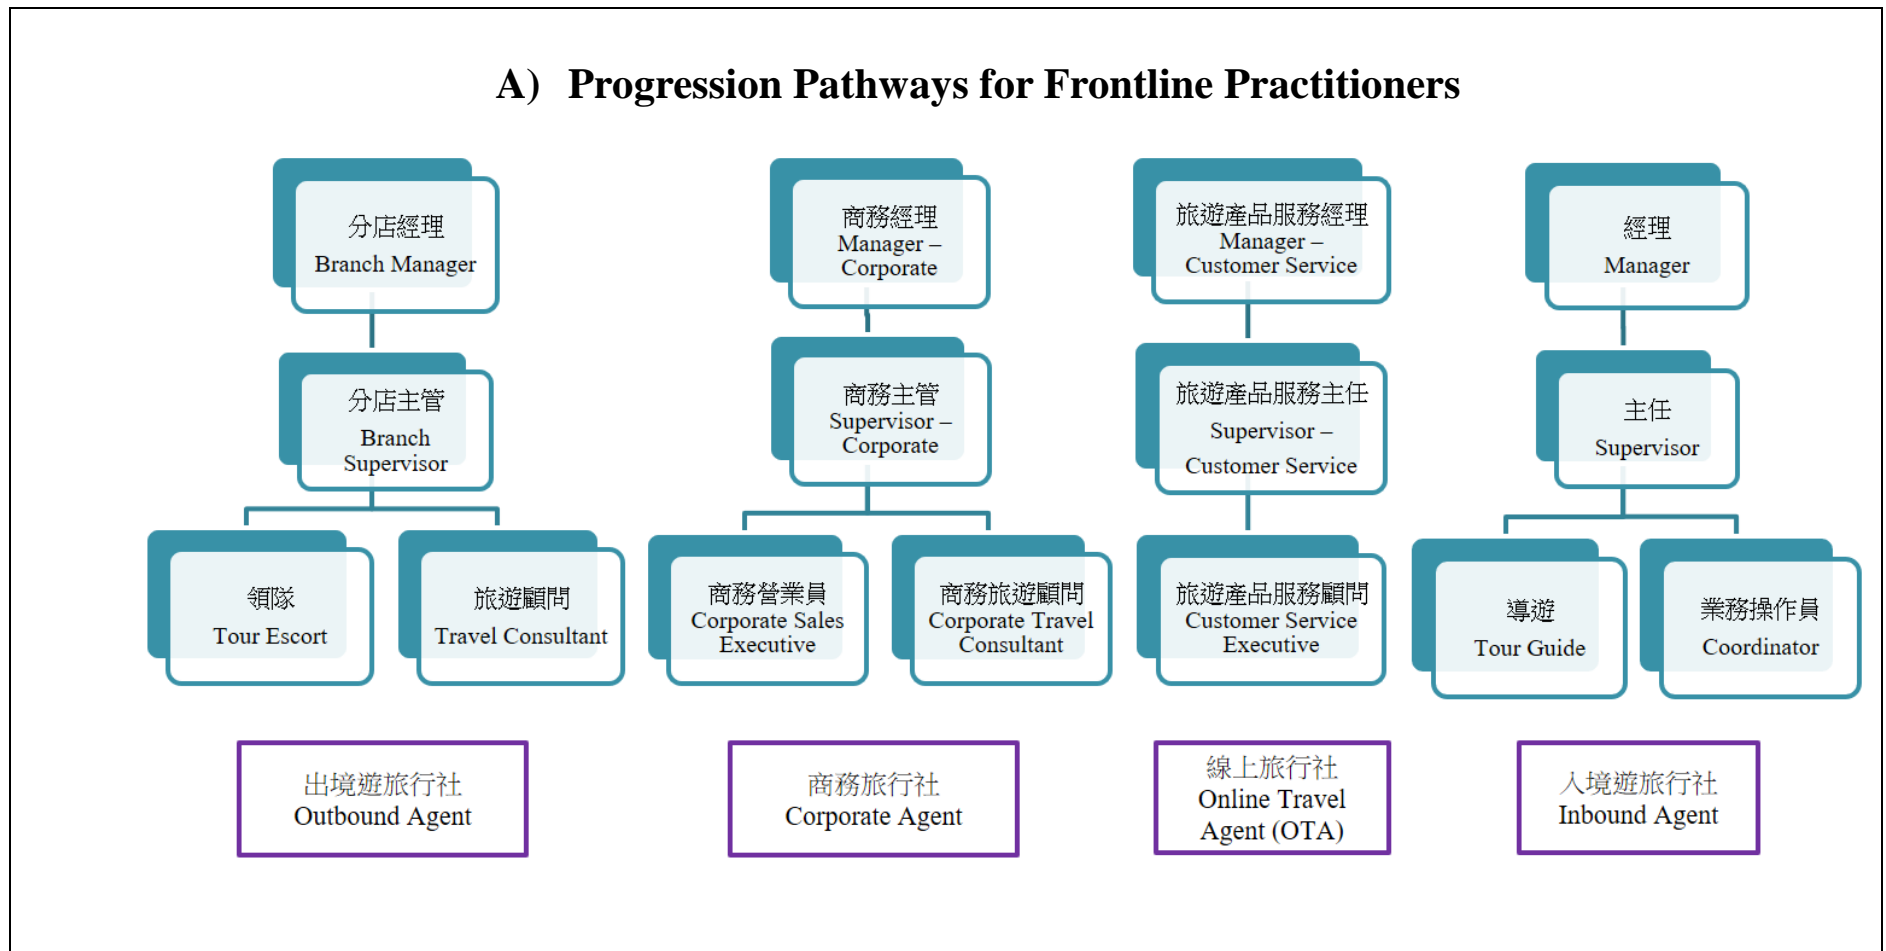 A) Progression Pathways for Frontline Practitioners
分店經理
Branch Manager
商務經理
Manager –
Corporate
旅遊產品服務經理
Manager –
Customer Service
經理
Manager
分店主管
Branch
Supervisor
商務主管
Supervisor –
Corporate
旅遊產品服務主任
Supervisor –
Customer Service
主任
Supervisor
領隊
Tour Escort
旅遊顧問
Travel Consultant
商務營業員
Corporate Sales
Executive
商務旅遊顧問
Corporate Travel
Consultant
旅遊產品服務顧問
Customer Service
Executive
導遊
Tour Guide
業務操作員
Coordinator
出境遊旅行社
Outbound Agent
商務旅行社
Corporate Agent
線上旅行社
Online Travel
Agent (OTA)
入境遊旅行社
Inbound Agent